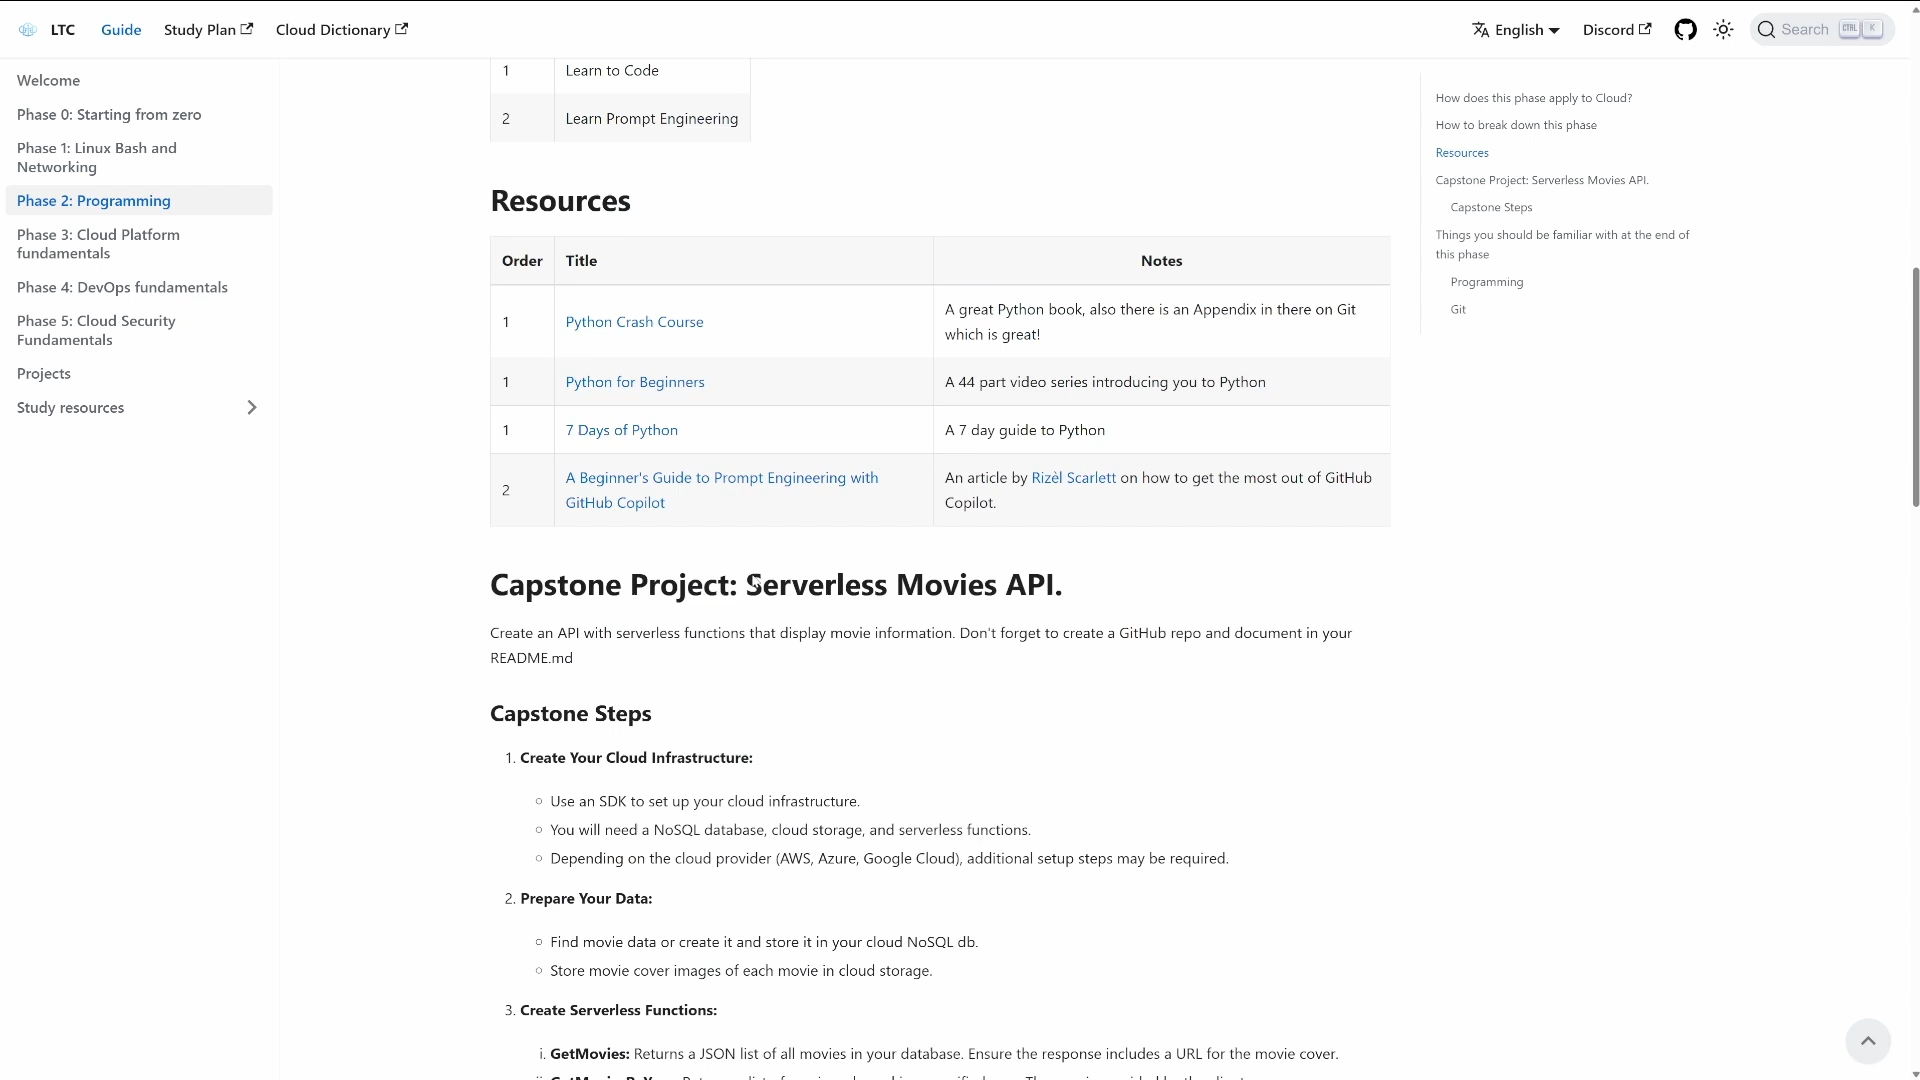 LTC
Guide
Study Plan
Cloud Dictionary
English
Discord
Search
CTRL K
Welcome
Phase 0: Starting from zero
Phase 1: Linux Bash and
Networking
Phase 2: Programming
Phase 3: Cloud Platform
fundamentals
Phase 4: DevOps fundamentals
Phase 5: Cloud Security
Fundamentals
Projects
Study resources
1 Learn to Code
2 Learn Prompt Engineering
Resources
Order Title Notes
1 Python Crash Course A great Python book, also there is an Appendix in there on Git
which is great!
1 Python for Beginners A 44 part video series introducing you to Python
1 7 Days of Python A 7 day guide to Python
2 A Beginner's Guide to Prompt Engineering with
GitHub Copilot
An article by Rizèl Scarlett on how to get the most out of GitHub
Copilot.
Capstone Project: Serverless Movies API.
Create an API with serverless functions that display movie information. Don't forget to create a GitHub repo and document in your
README.md
Capstone Steps
1. Create Your Cloud Infrastructure:
Use an SDK to set up your cloud infrastructure.
You will need a NoSQL database, cloud storage, and serverless functions.
Depending on the cloud provider (AWS, Azure, Google Cloud), additional setup steps may be required.
2. Prepare Your Data:
Find movie data or create it and store it in your cloud NoSQL db.
Store movie cover images of each movie in cloud storage.
3. Create Serverless Functions:
i. GetMovies: Returns a JSON list of all movies in your database. Ensure the response includes a URL for the movie cover.
How does this phase apply to Cloud?
How to break down this phase
Resources
Capstone Project: Serverless Movies API.
Capstone Steps
Things you should be familiar with at the end of
this phase
Programming
Git